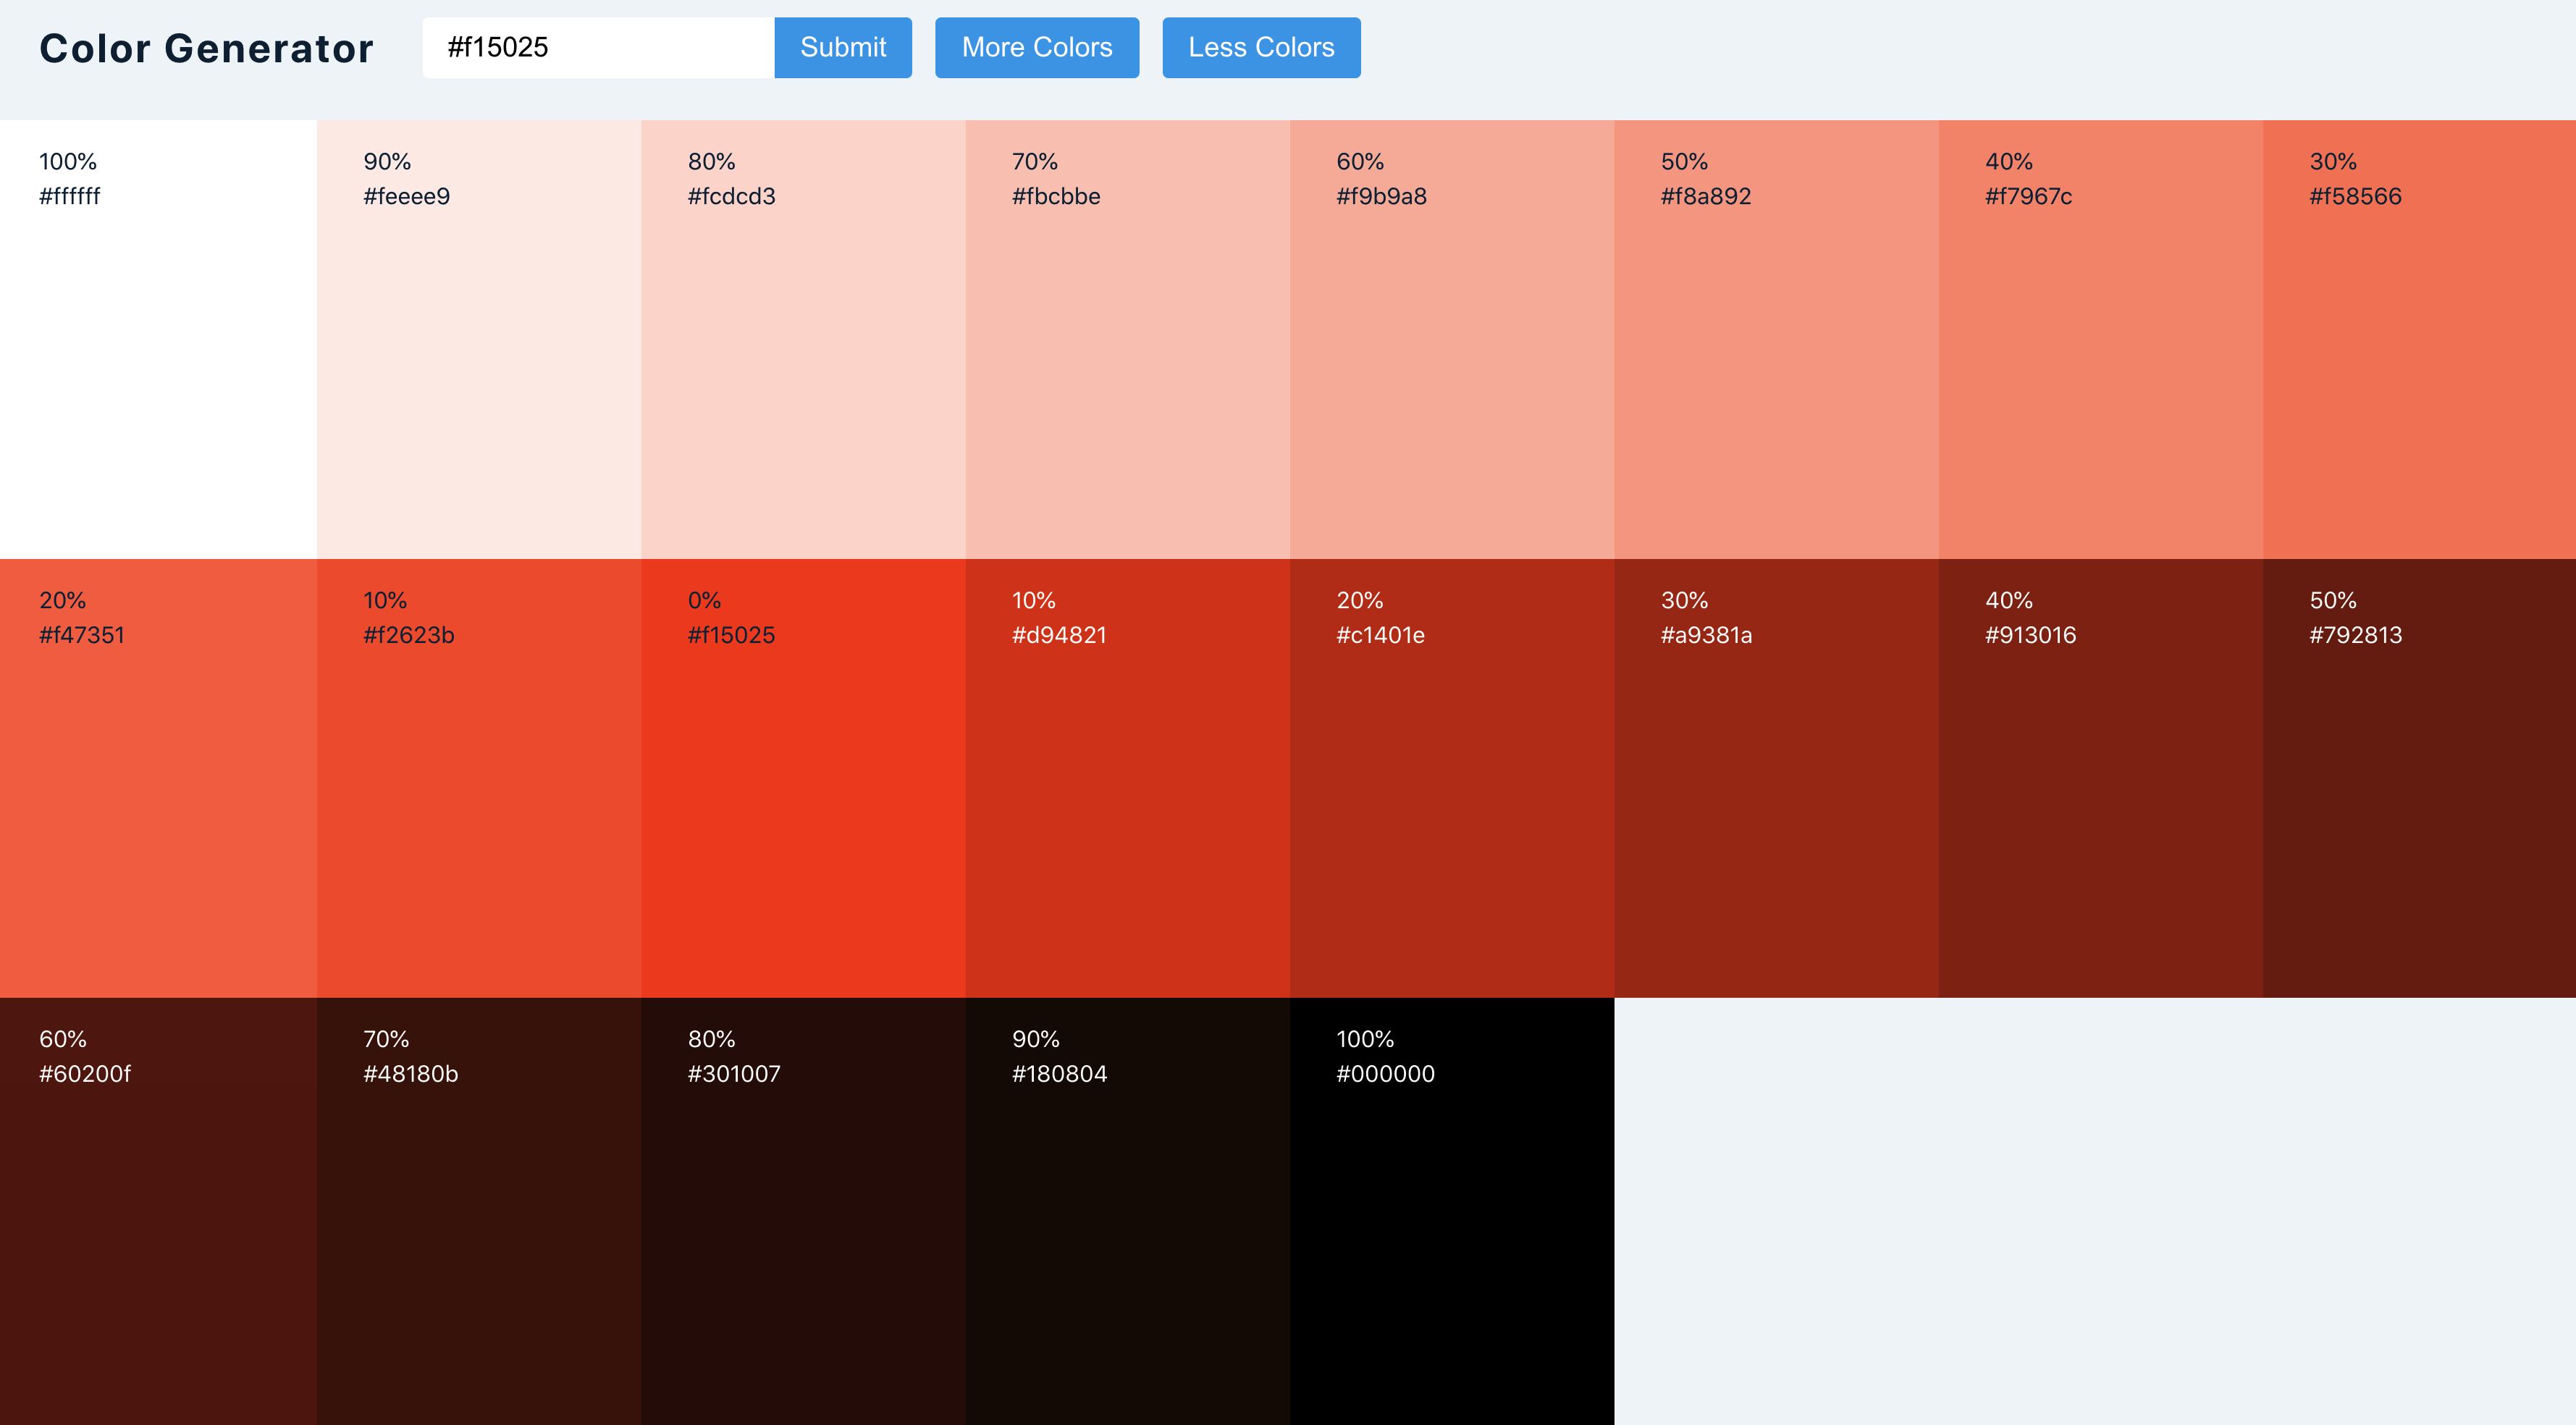 Color Generator
#f15025
Submit
More Colors
Less Colors
100%
#ffffff
90%
#feeee9
80%
#fcdcd3
70%
#fbcbbe
60%
#f9b9a8
50%
#f8a892
40%
#f7967c
30%
#f58566
20%
#f47351
10%
#f2623b
0%
#f15025
10%
#d94821
20%
#c1401e
30%
#a9381a
40%
#913016
50%
#792813
60%
#60200f
70%
#48180b
80%
#301007
90%
#180804
100%
#000000